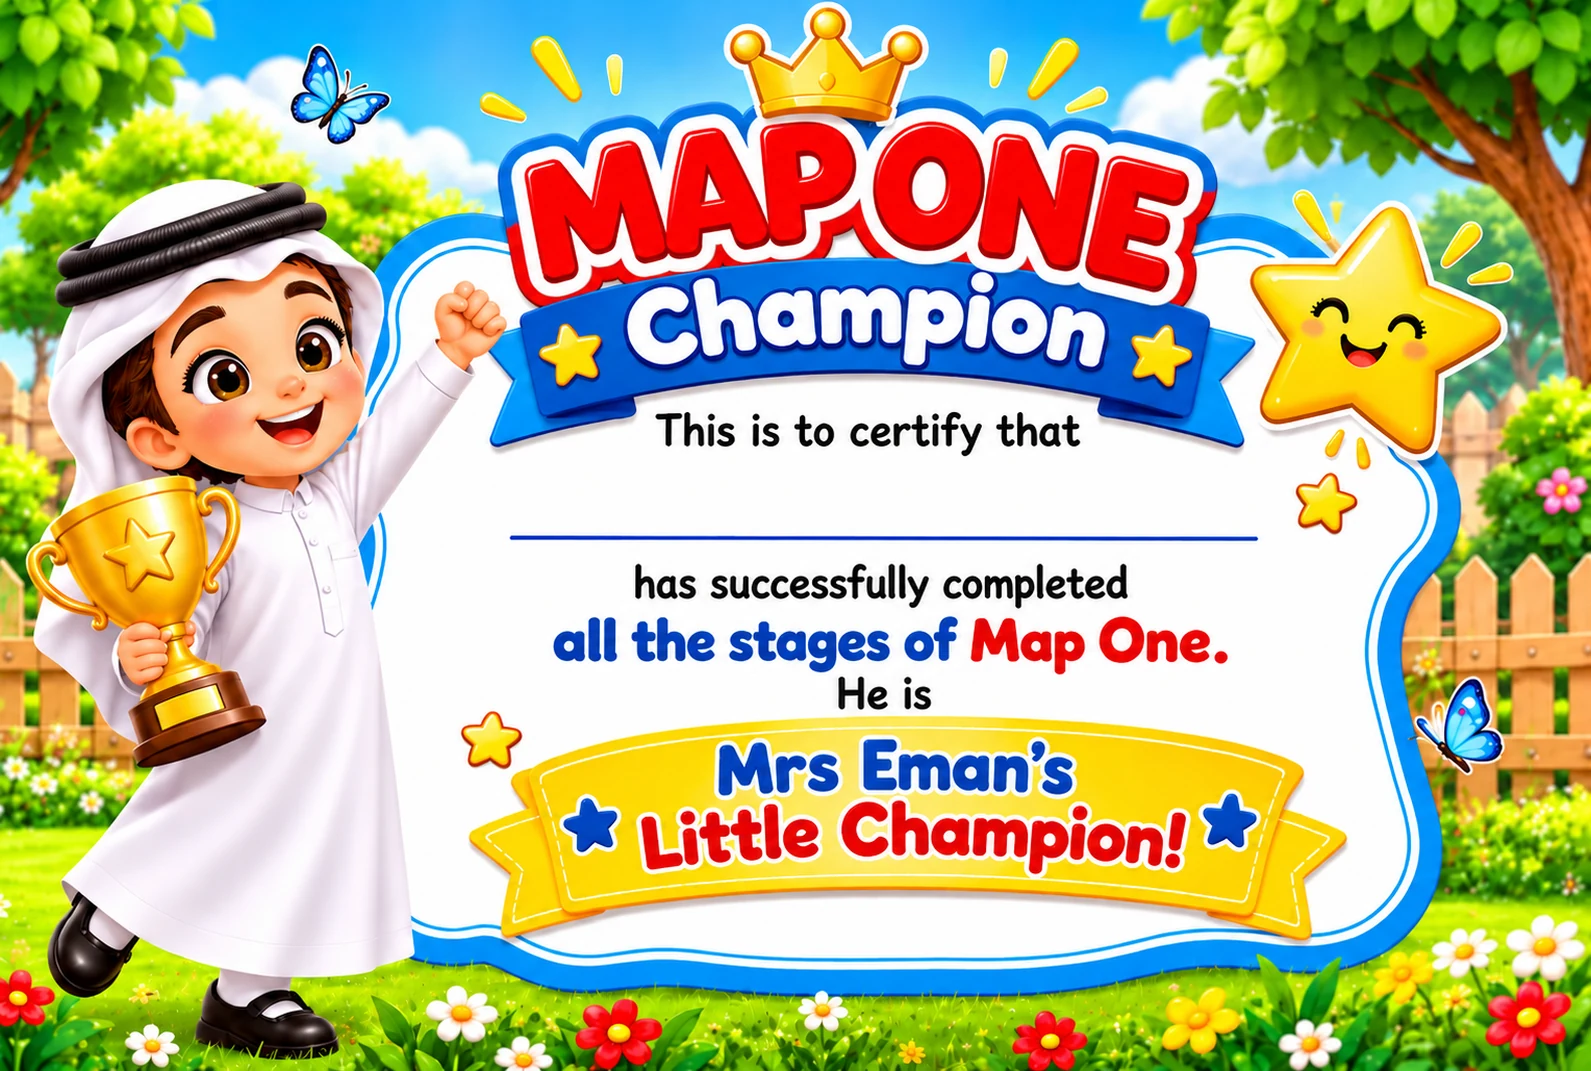 MAP ONE
Champion
This is to certify that
has successfully completed
all the stages of Map One.
He is
Mrs Eman's
Little Champion!